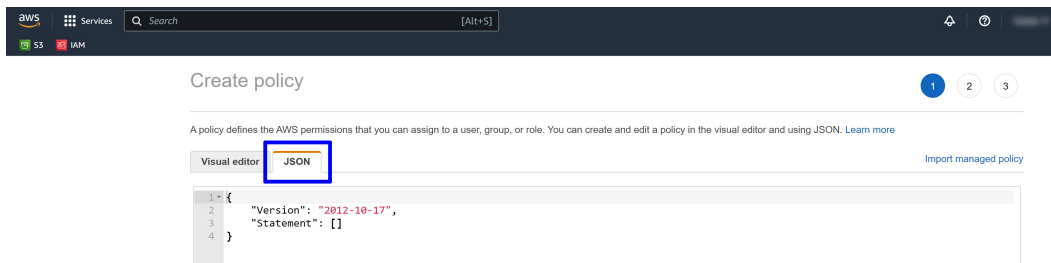 aws Services Search [Alt+S]
S3 IAM
Create policy 1 2 3
A policy defines the AWS permissions that you can assign to a user, group, or role. You can create and edit a policy in the visual editor and using JSON. Learn more
Visual editor JSON Import managed policy
1 {
2 "Version": "2012-10-17",
3 "Statement": []
4 }